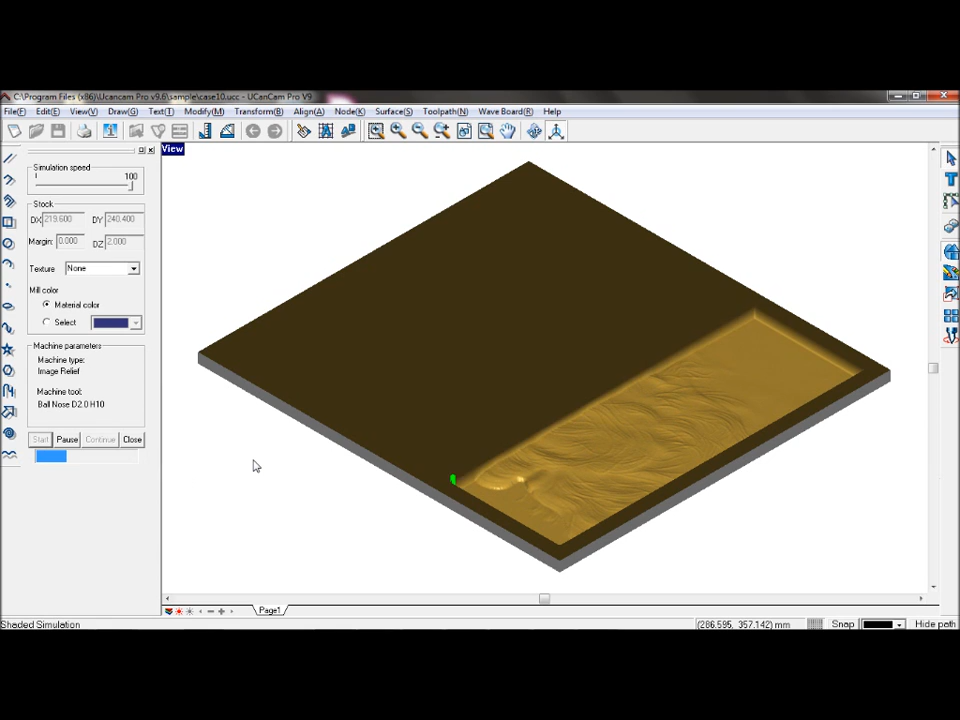 C:\Program Files (x86)\Ucancam Pro v9.6\sample\case10.ucc - UCanCam Pro V9
File(F) Edit(E) View(V) Draw(G) Text(T) Modify(M) Transform(B) Align(A) Node(K) Surface(S) Toolpath(N) Wave Board(R) Help
View
Simulation speed
100
Stock
DX 219.600 DY 240.400
Margin: 0.000 DZ 2.000
Texture None
Mill color
Material color
Select
Machine parameters
Machine type:
Image Relief
Machine tool:
Ball Nose D2.0 H10
Start Pause Continue Close
Page1
Shaded Simulation (286.595, 357.142) mm Snap Hide path